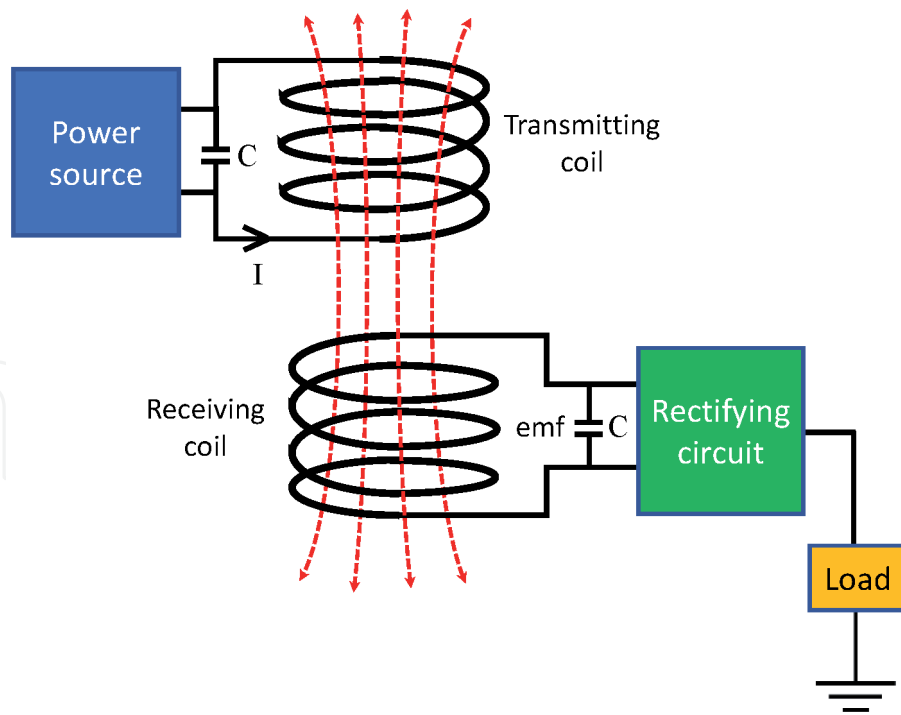 Power
source
C
I
Transmitting
coil
Receiving
coil
emf
C
Rectifying
circuit
Load